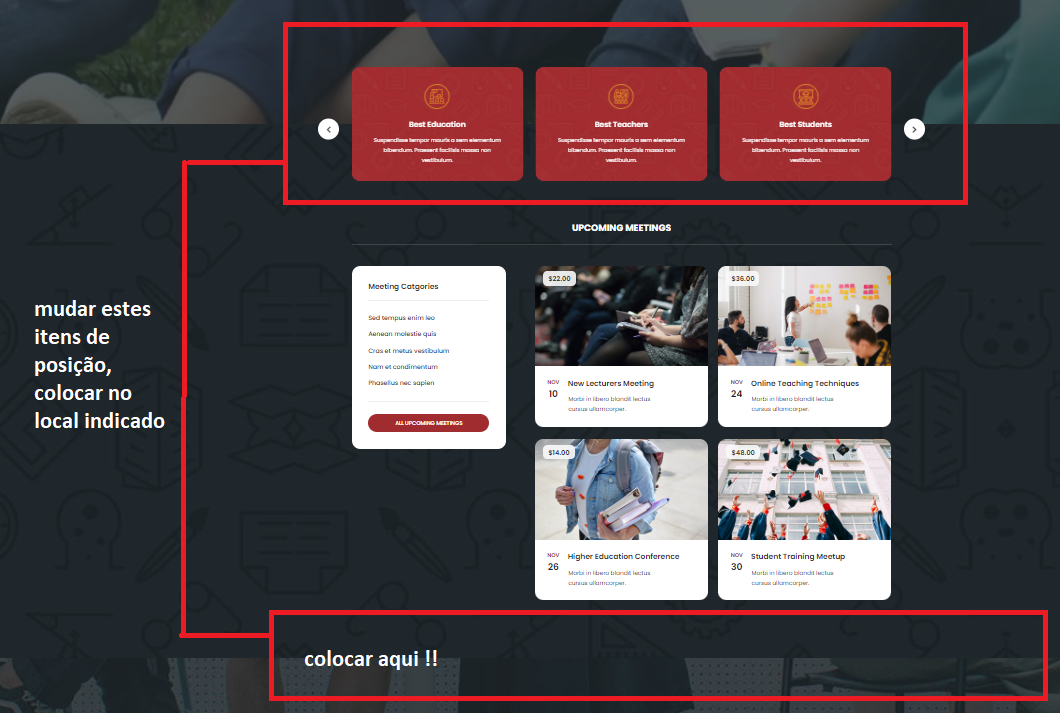 Best Education
Suspendisse tempor mauris a sem elementum
bibendum. Praesent facilisis massa non
vestibulum.
Best Teachers
Suspendisse tempor mauris a sem elementum
bibendum. Praesent facilisis massa non
vestibulum.
Best Students
Suspendisse tempor mauris a sem elementum
bibendum. Praesent facilisis massa non
vestibulum.
UPCOMING MEETINGS
mudar estes
itens de
posição,
colocar no
local indicado
Meeting Catgories
Sed tempus enim leo
Aenean molestie quis
Cras et metus vestibulum
Nam et condimentum
Phasellus nec sapien
ALL UPCOMING MEETINGS
$22.00
NOV
10
New Lecturers Meeting
Morbi in libero blandit lectus
cursus ullamcorper.
$36.00
NOV
24
Online Teaching Techniques
Morbi in libero blandit lectus
cursus ullamcorper.
$14.00
NOV
26
Higher Education Conference
Morbi in libero blandit lectus
cursus ullamcorper.
$48.00
NOV
30
Student Training Meetup
Morbi in libero blandit lectus
cursus ullamcorper.
colocar aqui !!